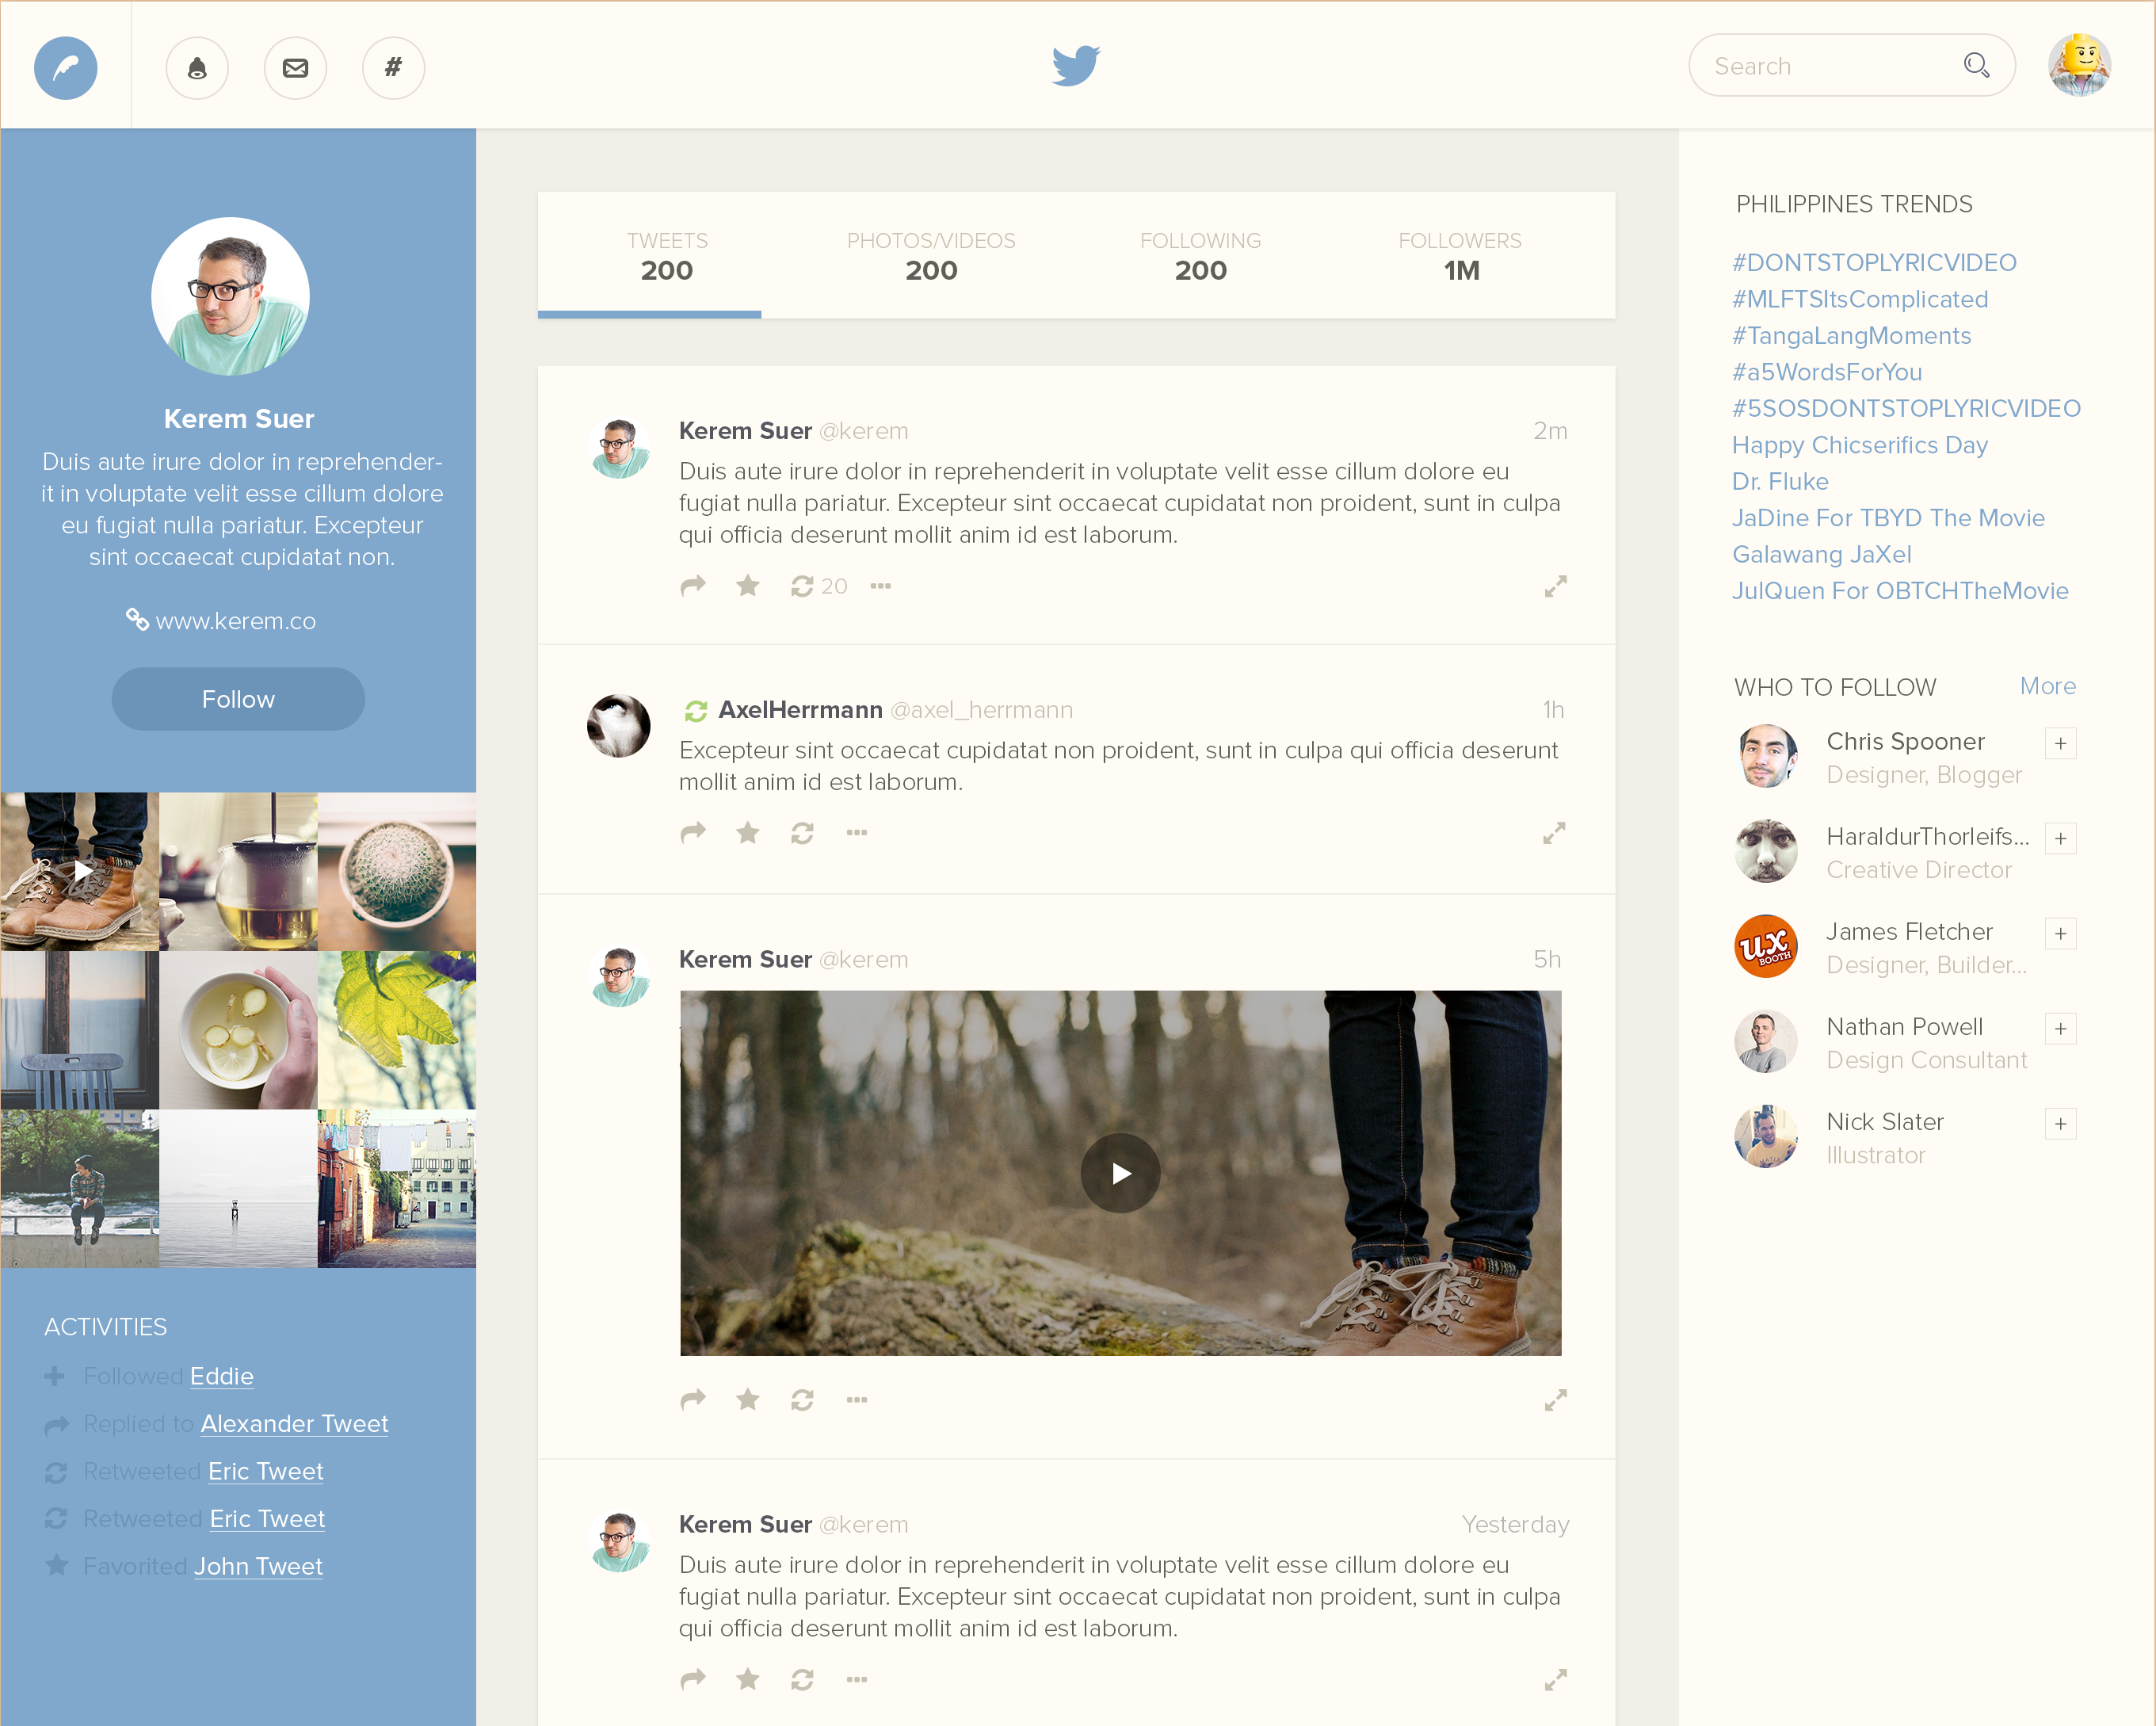 #
Search
Kerem Suer
Duis aute irure dolor in reprehender-
it in voluptate velit esse cillum dolore
eu fugiat nulla pariatur. Excepteur
sint occaecat cupidatat non.
www.kerem.co
Follow
ACTIVITIES
Followed Eddie
Replied to Alexander Tweet
Retweeted Eric Tweet
Retweeted Eric Tweet
Favorited John Tweet
TWEETS
200
PHOTOS/VIDEOS
200
FOLLOWING
200
FOLLOWERS
1M
Kerem Suer @kerem 2m
Duis aute irure dolor in reprehenderit in voluptate velit esse cillum dolore eu
fugiat nulla pariatur. Excepteur sint occaecat cupidatat non proident, sunt in culpa
qui officia deserunt mollit anim id est laborum.
20
AxelHerrmann @axel_herrmann 1h
Excepteur sint occaecat cupidatat non proident, sunt in culpa qui officia deserunt
mollit anim id est laborum.
Kerem Suer @kerem 5h
Kerem Suer @kerem Yesterday
Duis aute irure dolor in reprehenderit in voluptate velit esse cillum dolore eu
fugiat nulla pariatur. Excepteur sint occaecat cupidatat non proident, sunt in culpa
qui officia deserunt mollit anim id est laborum.
PHILIPPINES TRENDS
#DONTSTOPLYRICVIDEO
#MLFTSItsComplicated
#TangaLangMoments
#a5WordsForYou
#5SOSDONTSTOPLYRICVIDEO
Happy Chicserifics Day
Dr. Fluke
JaDine For TBYD The Movie
Galawang JaXel
JulQuen For OBTCHTheMovie
WHO TO FOLLOW More
Chris Spooner
Designer, Blogger
HaraldurThorleifs...
Creative Director
ux
BOOTH
James Fletcher
Designer, Builder...
Nathan Powell
Design Consultant
Nick Slater
Illustrator